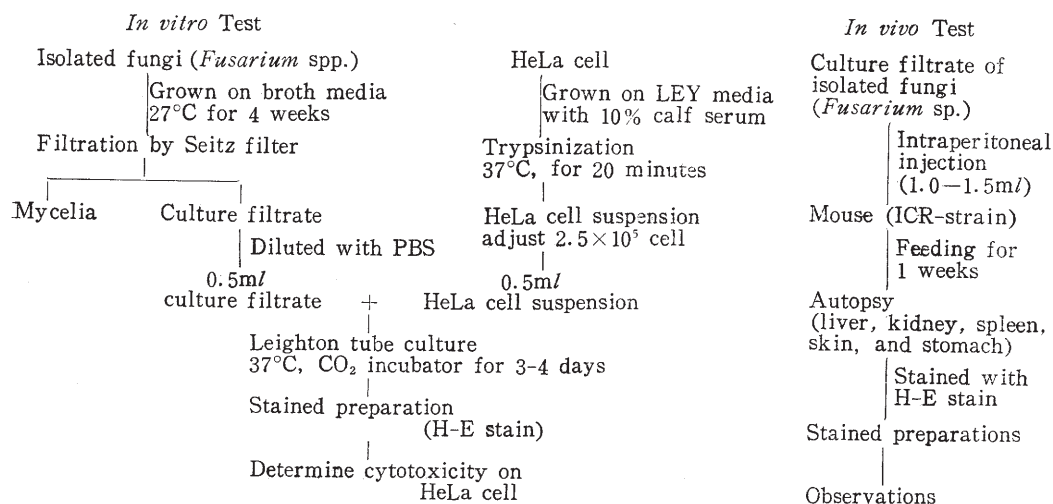 In vitro Test
Isolated fungi (Fusarium spp.)
Grown on broth media
27°C for 4 weeks
Filtration by Seitz filter
Mycelia
Culture filtrate
Diluted with PBS
0.5ml
culture filtrate
+
HeLa cell
Grown on LEY media
with 10% calf serum
Trypsinization
37°C, for 20 minutes
HeLa cell suspension
adjust 2.5×10⁵ cell
0.5ml
HeLa cell suspension
Leighton tube culture
37°C, CO₂ incubator for 3-4 days
Stained preparation
(H-E stain)
Determine cytotoxicity on
HeLa cell
In vivo Test
Culture filtrate of
isolated fungi
(Fusarium sp.)
Intraperitoneal
injection
(1.0-1.5ml)
Mouse (ICR-strain)
Feeding for
1 weeks
Autopsy
(liver, kidney, spleen,
skin, and stomach)
Stained with
H-E stain
Stained preparations
Observations